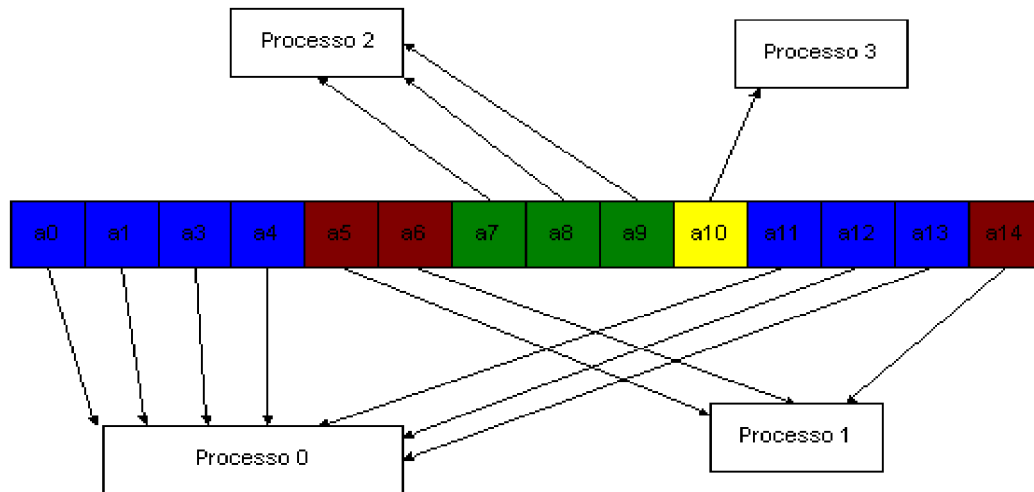 Processo 2
Processo 3
a0 a1 a3 a4 a5 a6 a7 a8 a9 a10 a11 a12 a13 a14
Processo 0
Processo 1